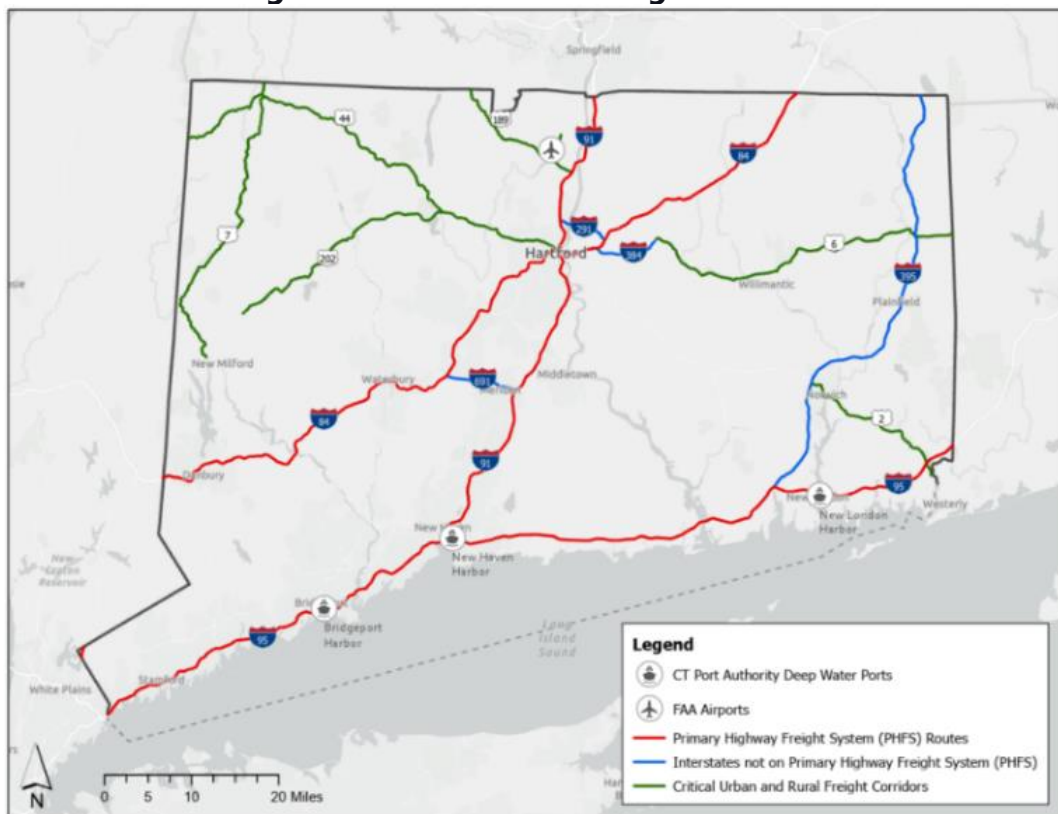 Springfield
189
44
91
84
291
7
202
Hartford
384
6
395
Willimantic
Plainfield
New Milford
Waterbury
691
Meriden
Middletown
Norwich
2
84
91
Danbury
95
New Haven
New London
Westerly
New London
Harbor
New Haven
Harbor
Bridgeport
Harbor
95
Long
Island
Sound
Stamford
White Plains
Legend
CT Port Authority Deep Water Ports
FAA Airports
Primary Highway Freight System (PHFS) Routes
Interstates not on Primary Highway Freight System (PHFS)
Critical Urban and Rural Freight Corridors
N
0 5 10 20 Miles